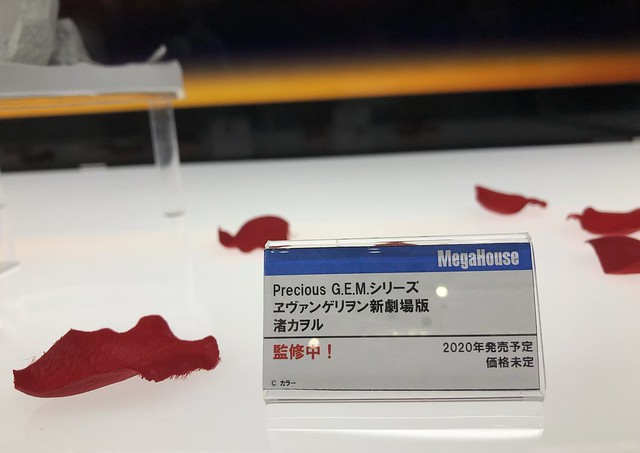 MegaHouse
Precious G.E.M.シリーズ
ヱヴァンゲリヲン新劇場版
渚カヲル
監修中！
2020年発売予定
価格未定
© カラー